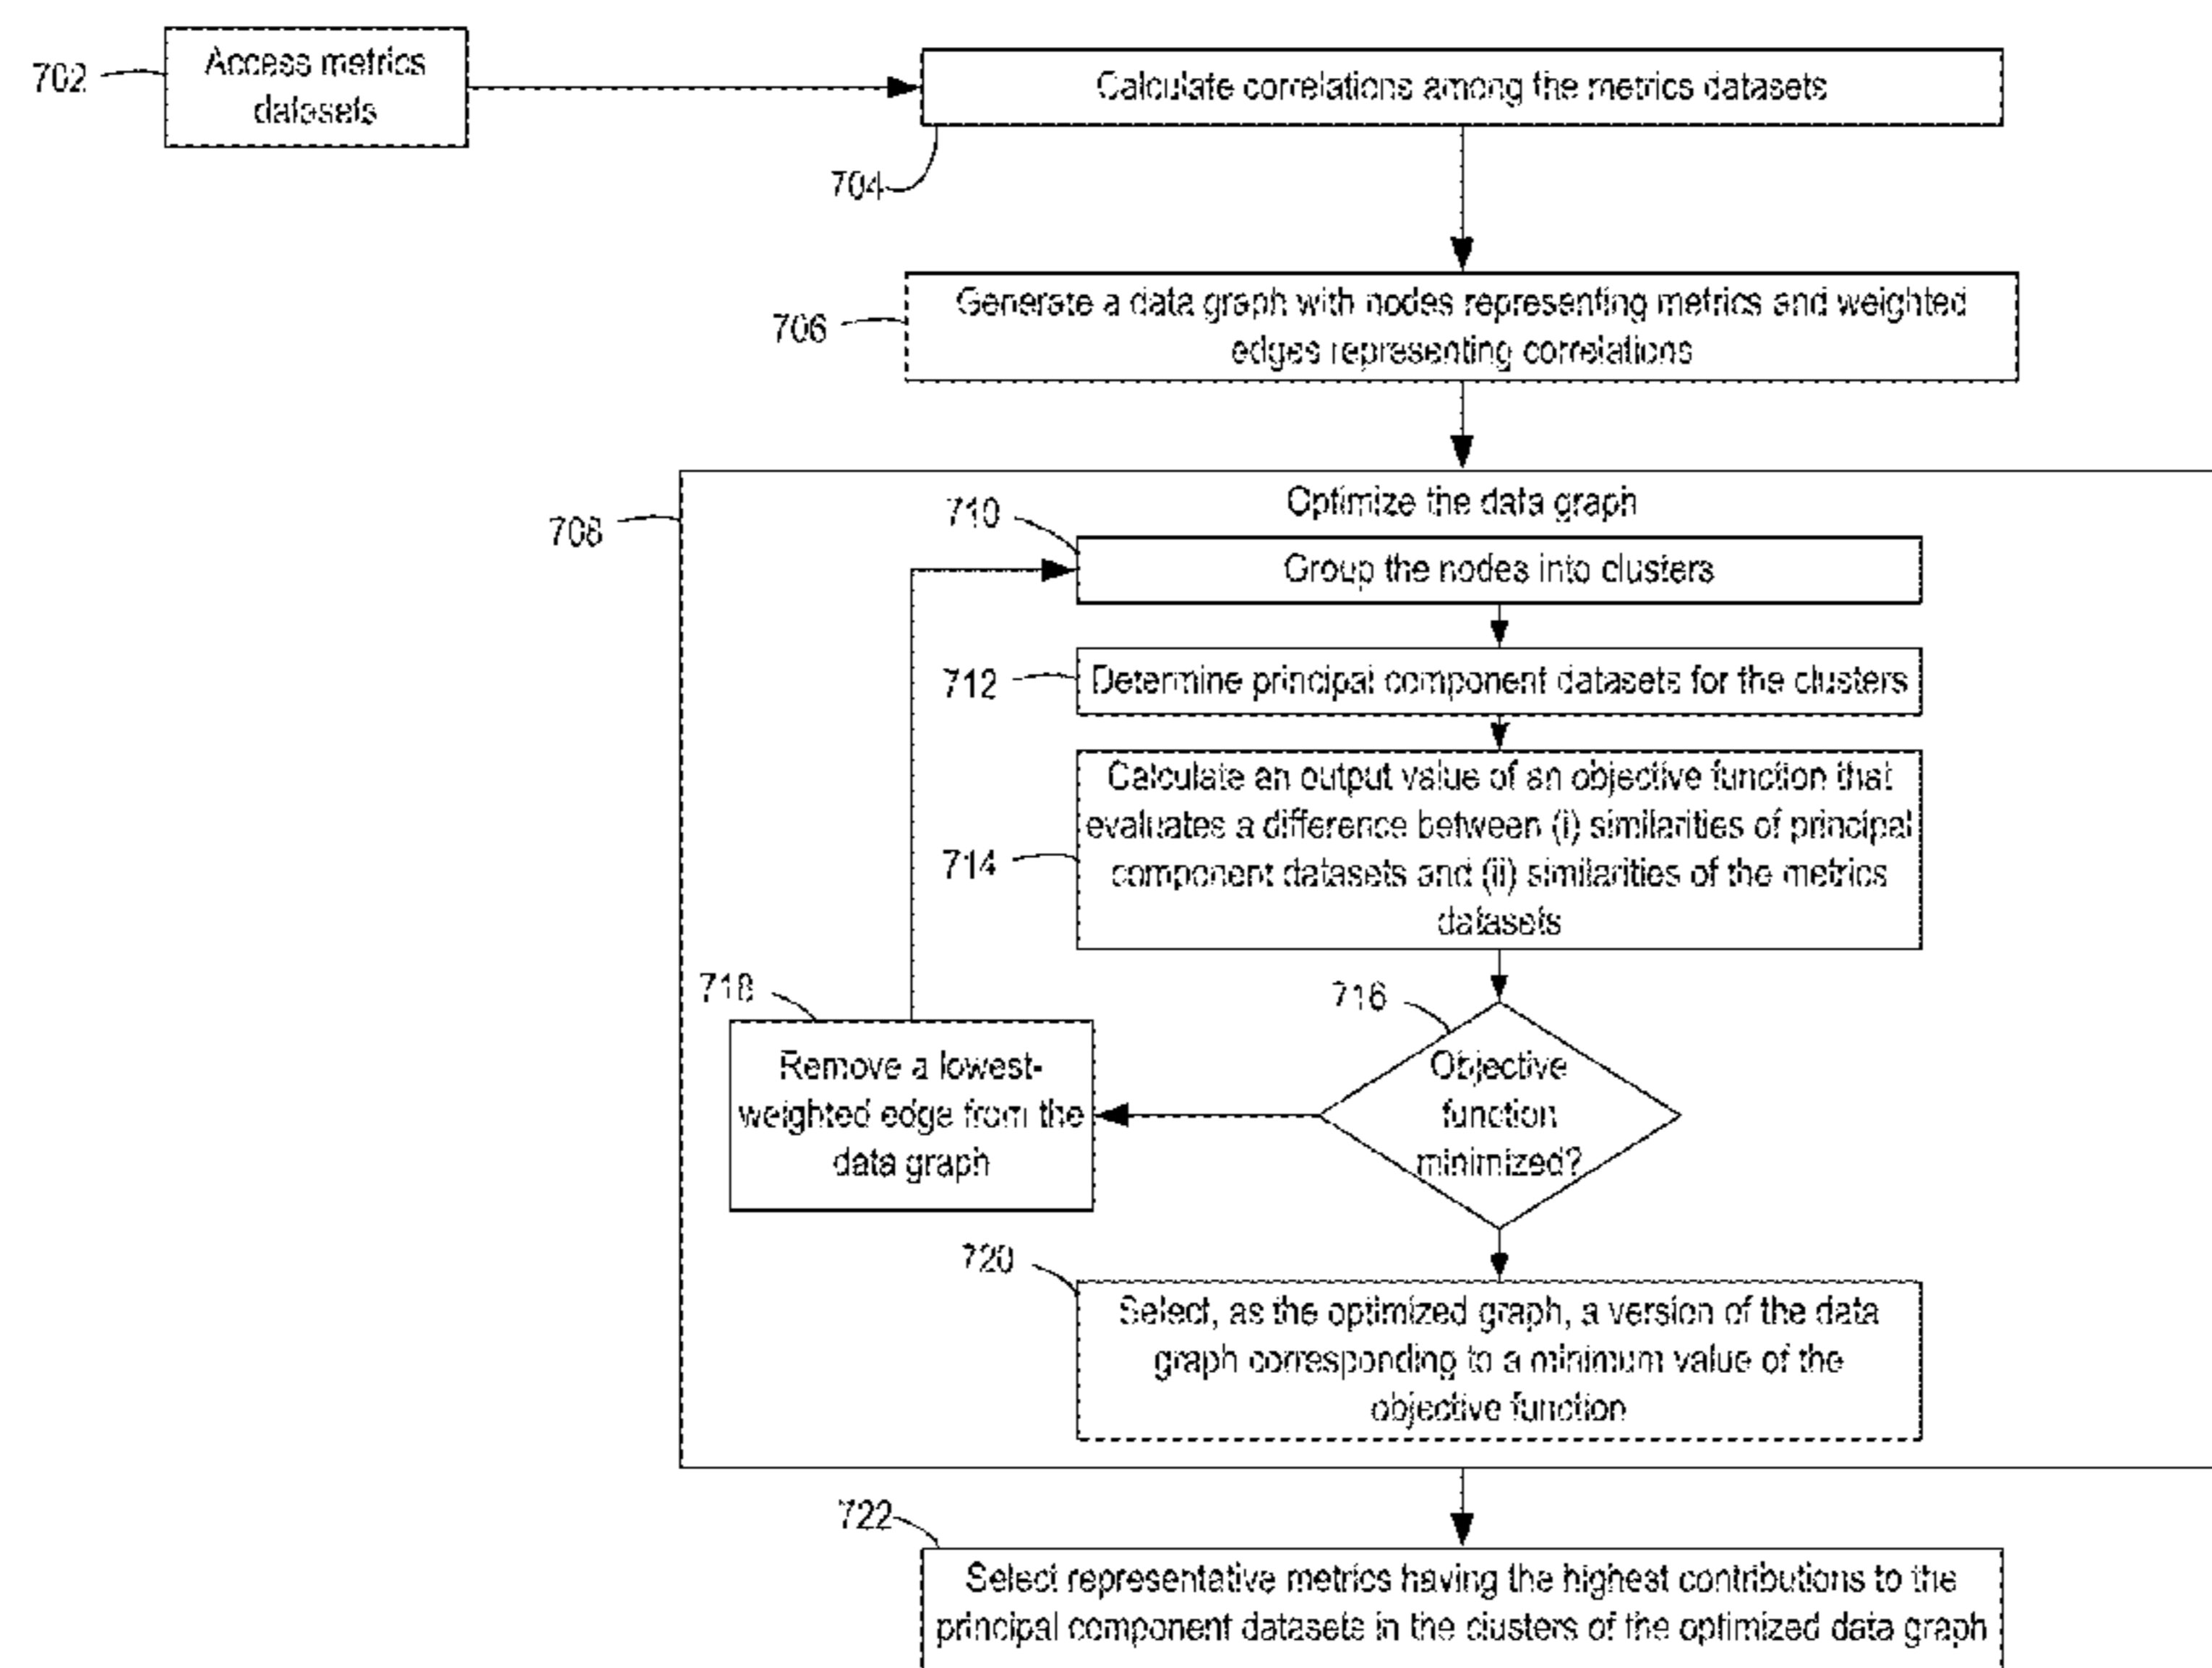 702
Access metrics
datasets
Calculate correlations among the metrics datasets
704
706
Generate a data graph with nodes representing metrics and weighted
edges representing correlations
708
Optimize the data graph
710
Group the nodes into clusters
712
Determine principal component datasets for the clusters
714
Calculate an output value of an objective function that
evaluates a difference between (i) similarities of principal
component datasets and (ii) similarities of the metrics
datasets
716
Objective
function
minimized?
718
Remove a lowest-
weighted edge from the
data graph
720
Select, as the optimized graph, a version of the data
graph corresponding to a minimum value of the
objective function
722
Select representative metrics having the highest contributions to the
principal component datasets in the clusters of the optimized data graph